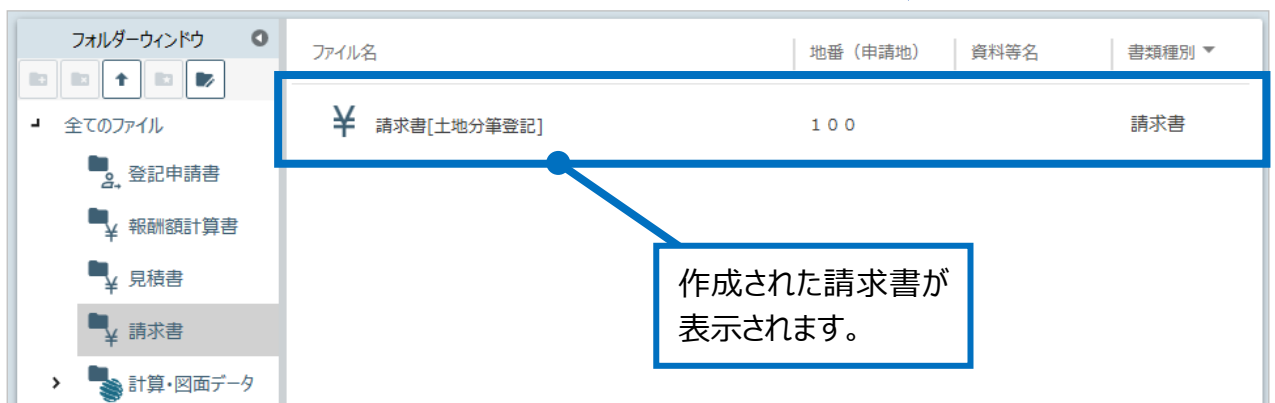 フォルダーウィンドウ
ファイル名 地番（申請地） 資料等名 書類種別
全てのファイル
¥ 請求書[土地分筆登記] １００ 請求書
登記申請書
報酬額計算書
見積書
請求書
計算・図面データ
作成された請求書が
表示されます。